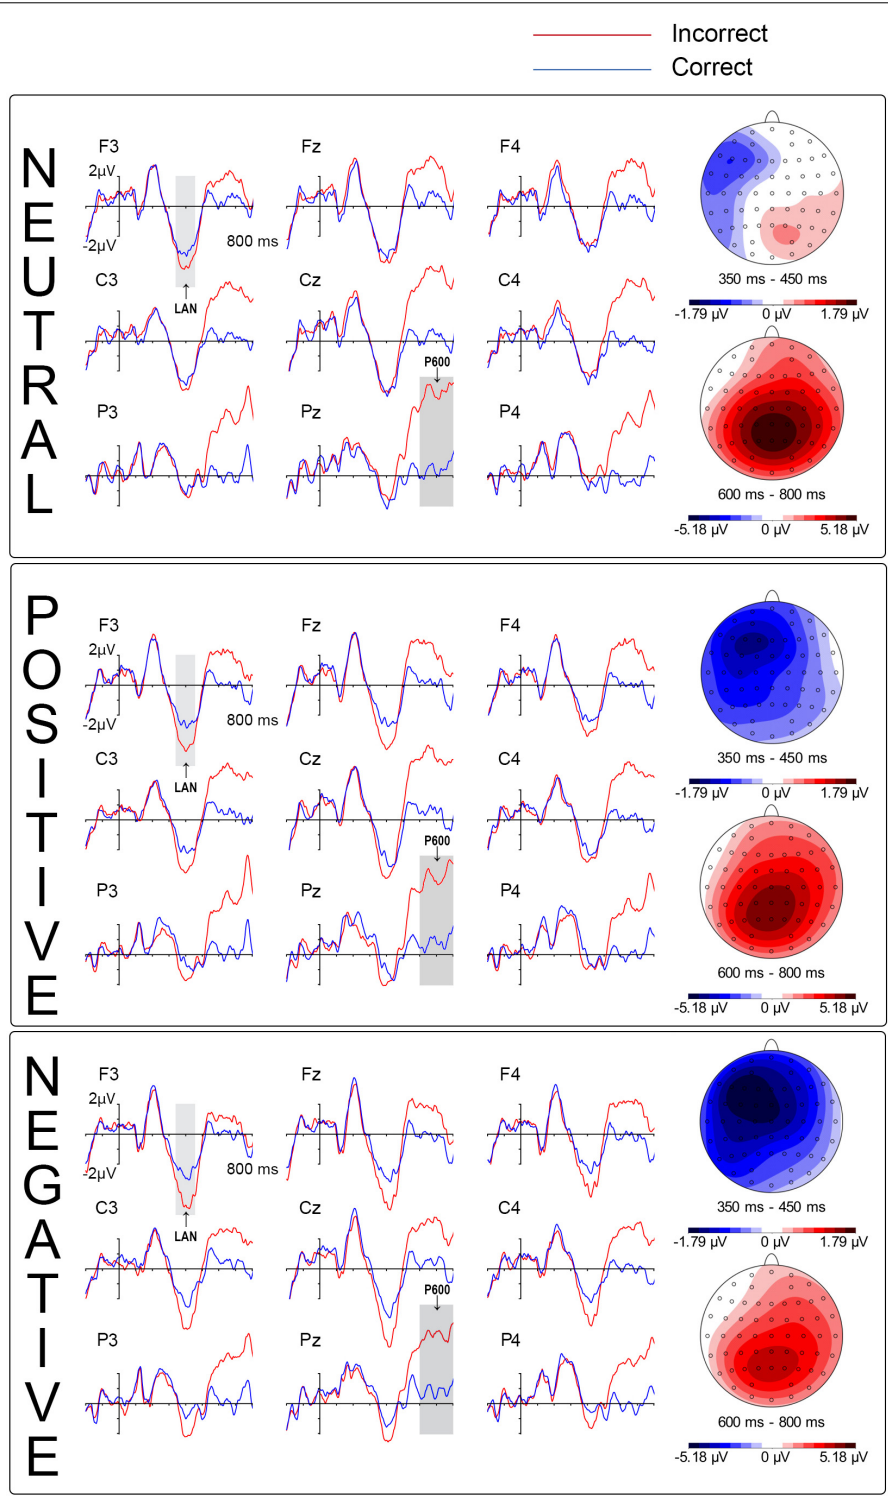 Incorrect
Correct
NEUTRAL
F3
Fz
F4
2µV
-2µV
800 ms
LAN
C3
Cz
C4
P600
P3
Pz
P4
350 ms - 450 ms
-1.79 µV 0 µV 1.79 µV
600 ms - 800 ms
-5.18 µV 0 µV 5.18 µV
POSITIVE
F3
Fz
F4
2µV
-2µV
800 ms
LAN
C3
Cz
C4
P600
P3
Pz
P4
350 ms - 450 ms
-1.79 µV 0 µV 1.79 µV
600 ms - 800 ms
-5.18 µV 0 µV 5.18 µV
NEGATIVE
F3
Fz
F4
2µV
-2µV
800 ms
LAN
C3
Cz
C4
P600
P3
Pz
P4
350 ms - 450 ms
-1.79 µV 0 µV 1.79 µV
600 ms - 800 ms
-5.18 µV 0 µV 5.18 µV